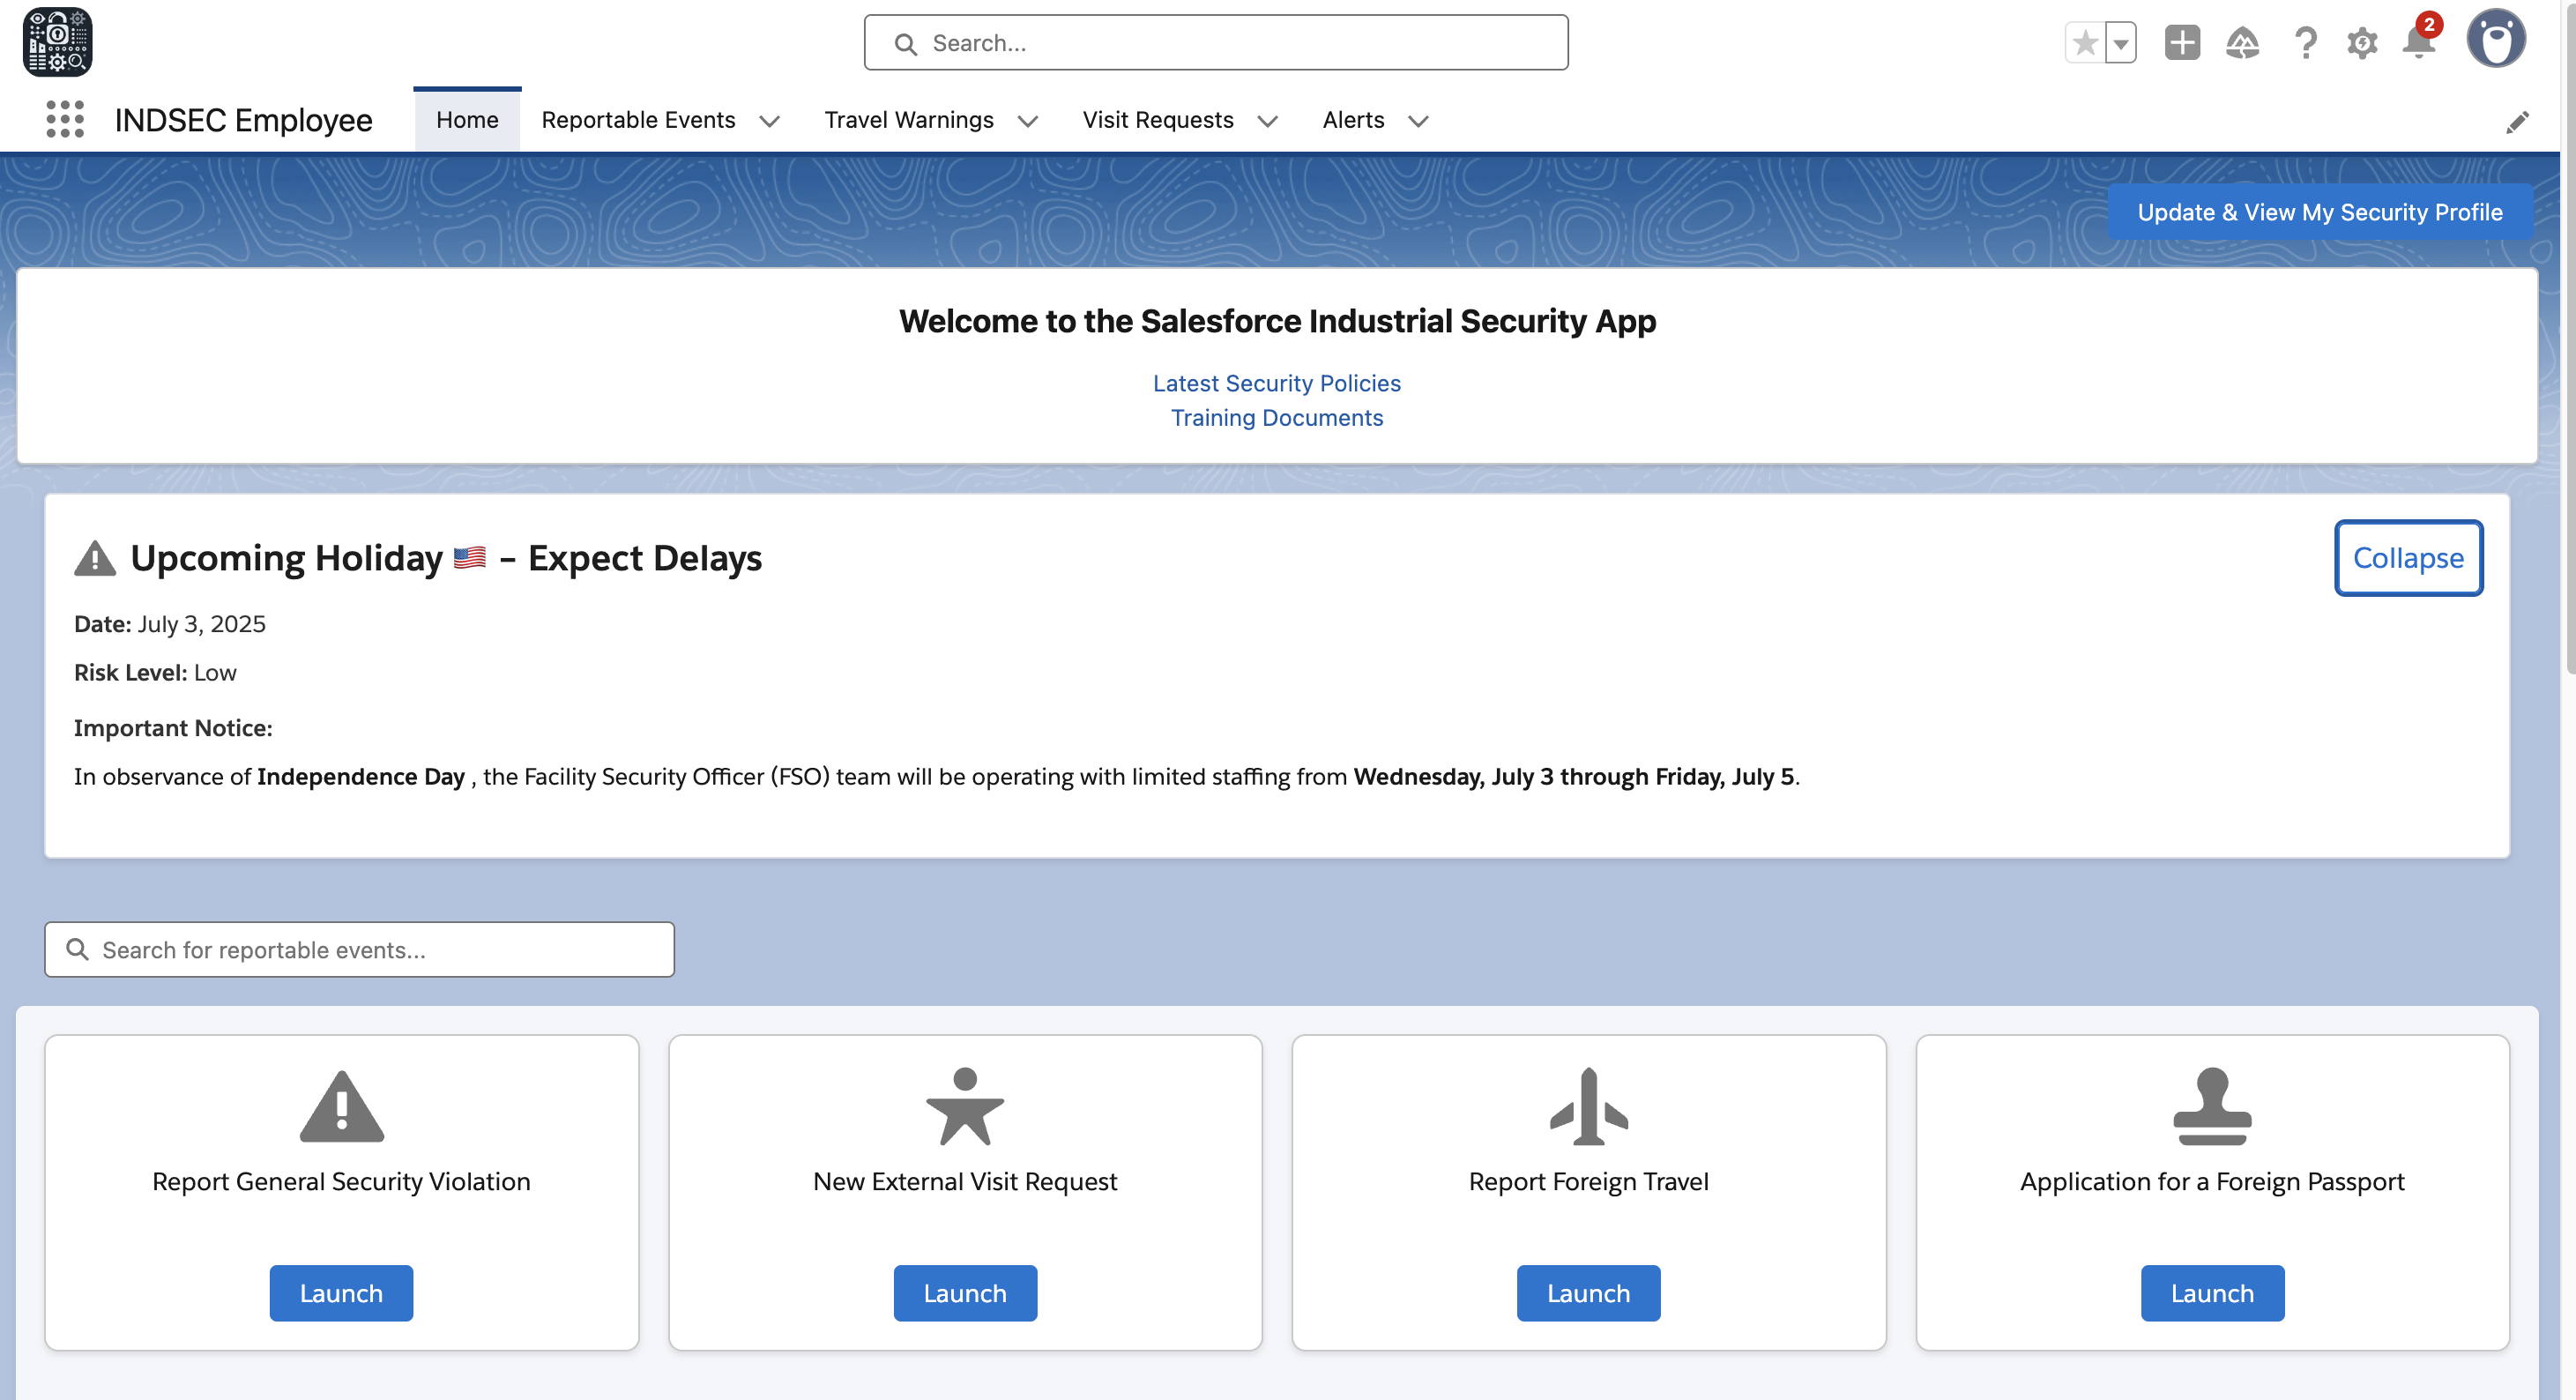 Search...
2
INDSEC Employee
Home
Reportable Events
Travel Warnings
Visit Requests
Alerts
Update & View My Security Profile
Welcome to the Salesforce Industrial Security App
Latest Security Policies
Training Documents
Upcoming Holiday 🇺🇸 – Expect Delays
Collapse
Date: July 3, 2025
Risk Level: Low
Important Notice:
In observance of Independence Day , the Facility Security Officer (FSO) team will be operating with limited staffing from Wednesday, July 3 through Friday, July 5.
Search for reportable events...
Report General Security Violation
New External Visit Request
Report Foreign Travel
Application for a Foreign Passport
Launch
Launch
Launch
Launch